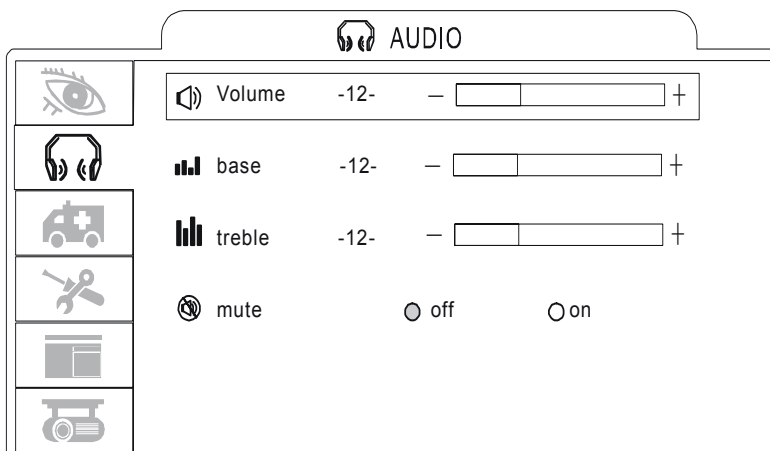 AUDIO
Volume -12- – +
base -12- – +
treble -12- – +
mute off on